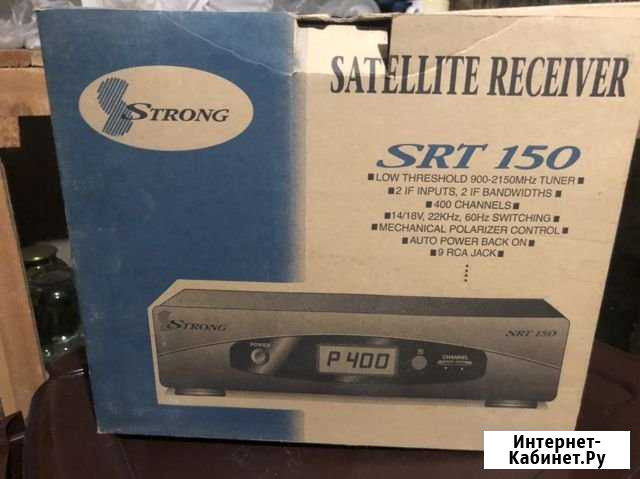 STRONG
SATELLITE RECEIVER
SRT 150
■ LOW THRESHOLD 900-2150MHz TUNER ■
■ 2 IF INPUTS, 2 IF BANDWIDTHS ■
■ 400 CHANNELS ■
■ 14/18V, 22KHz, 60Hz SWITCHING ■
■ MECHANICAL POLARIZER CONTROL ■
■ AUTO POWER BACK ON ■
■ 9 RCA JACK ■
STRONG
SRT 150
POWER
P 400
CHANNEL
Интернет-
Кабинет.Ру